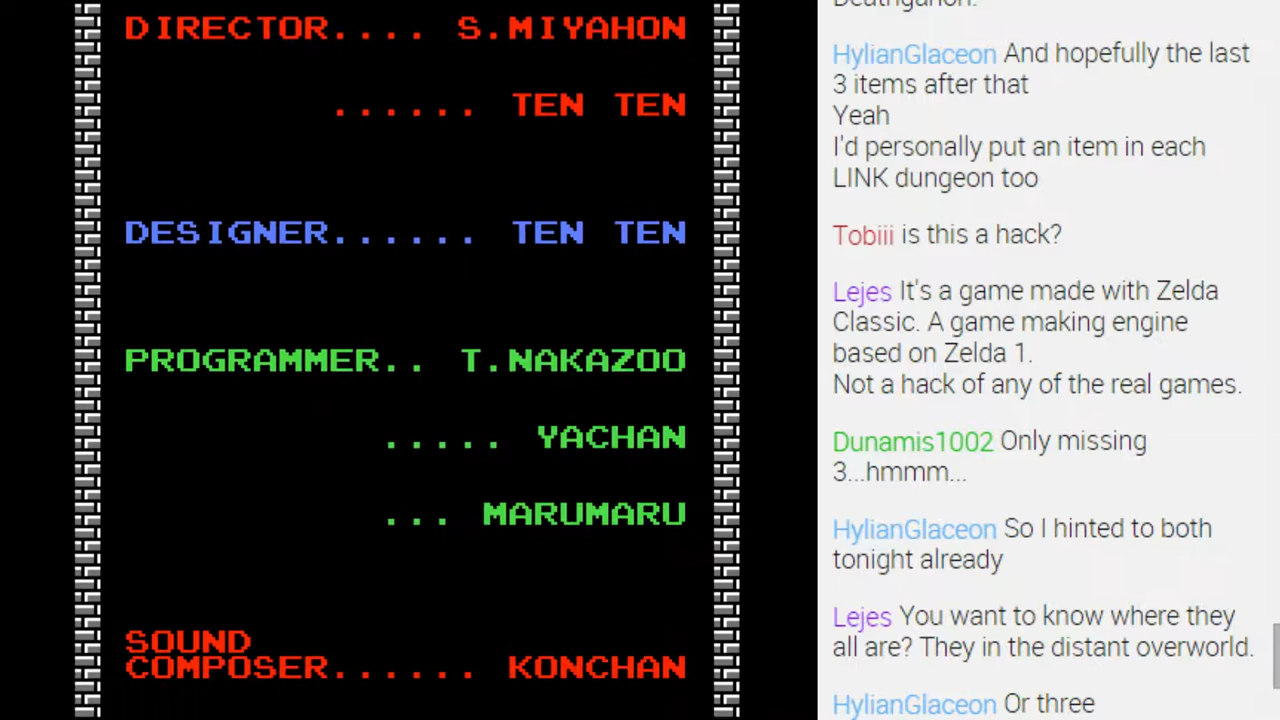 DIRECTOR.... S.MIYAHON
...... TEN TEN
DESIGNER...... TEN TEN
PROGRAMMER.. T.NAKAZOO
..... YACHAN
... MARUMARU
SOUND
COMPOSER...... KONCHAN
Deathganon.
HylianGlaceon And hopefully the last
3 items after that
Yeah
I'd personally put an item in each
LINK dungeon too
Tobiii is this a hack?
Lejes It's a game made with Zelda
Classic. A game making engine
based on Zelda 1.
Not a hack of any of the real games.
Dunamis1002 Only missing
3...hmmm...
HylianGlaceon So I hinted to both
tonight already
Lejes You want to know where they
all are? They in the distant overworld.
HylianGlaceon Or three